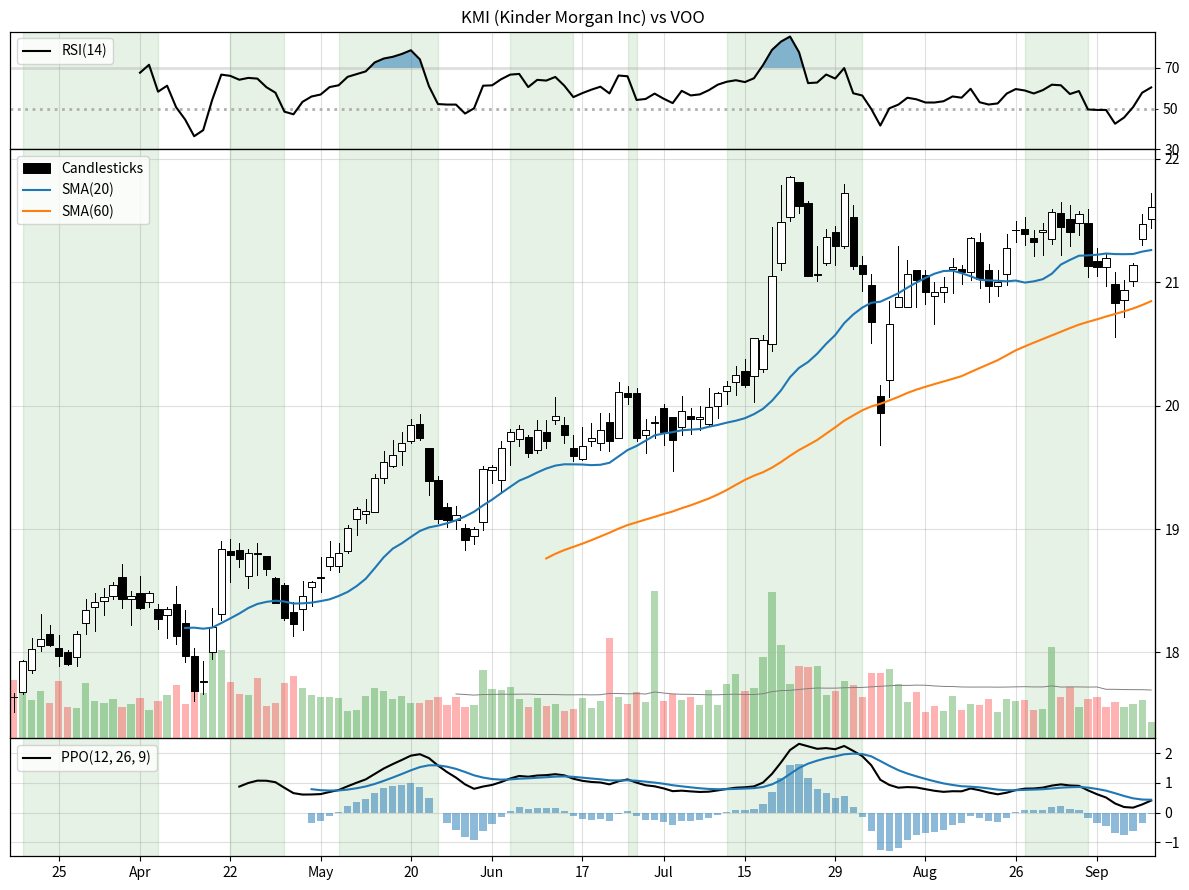 KMI (Kinder Morgan Inc) vs VOO
RSI(14)
70
50
30
22
Candlesticks
SMA(20)
SMA(60)
21
20
19
18
PPO(12, 26, 9)
2
1
0
−1
25 Apr 22 May 20 Jun 17 Jul 15 29 Aug 26 Sep